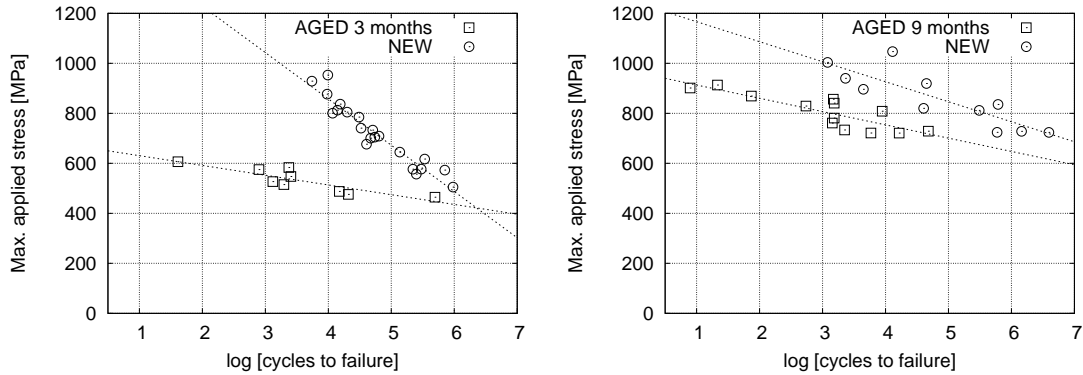 1200
1000
800
600
400
200
0
Max. applied stress [MPa]
AGED 3 months
NEW
1 2 3 4 5 6 7
log [cycles to failure]
1200
1000
800
600
400
200
0
Max. applied stress [MPa]
AGED 9 months
NEW
1 2 3 4 5 6 7
log [cycles to failure]